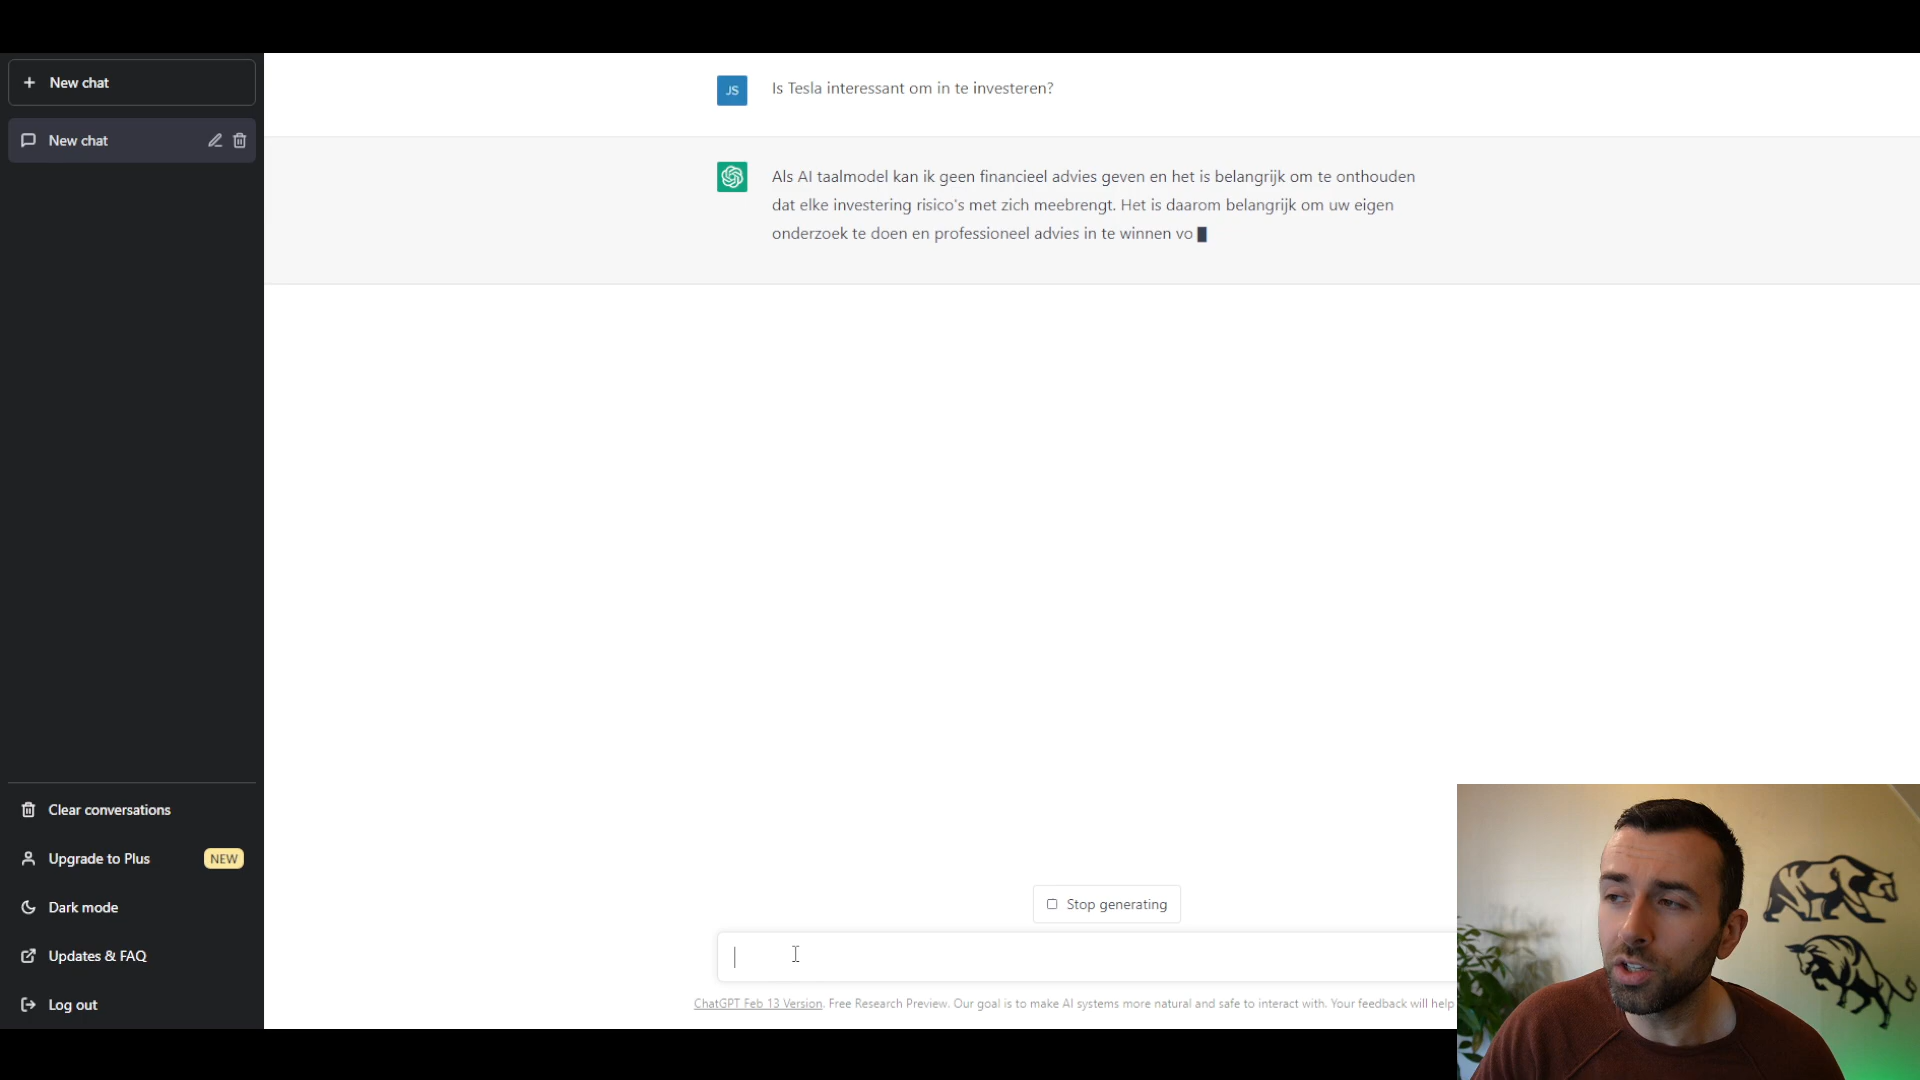 New chat
New chat
Clear conversations
Upgrade to Plus NEW
Dark mode
Updates & FAQ
Log out
JS Is Tesla interessant om in te investeren?
Als AI taalmodel kan ik geen financieel advies geven en het is belangrijk om te onthouden
dat elke investering risico's met zich meebrengt. Het is daarom belangrijk om uw eigen
onderzoek te doen en professioneel advies in te winnen vo
Stop generating
ChatGPT Feb 13 Version. Free Research Preview. Our goal is to make AI systems more natural and safe to interact with. Your feedback will help